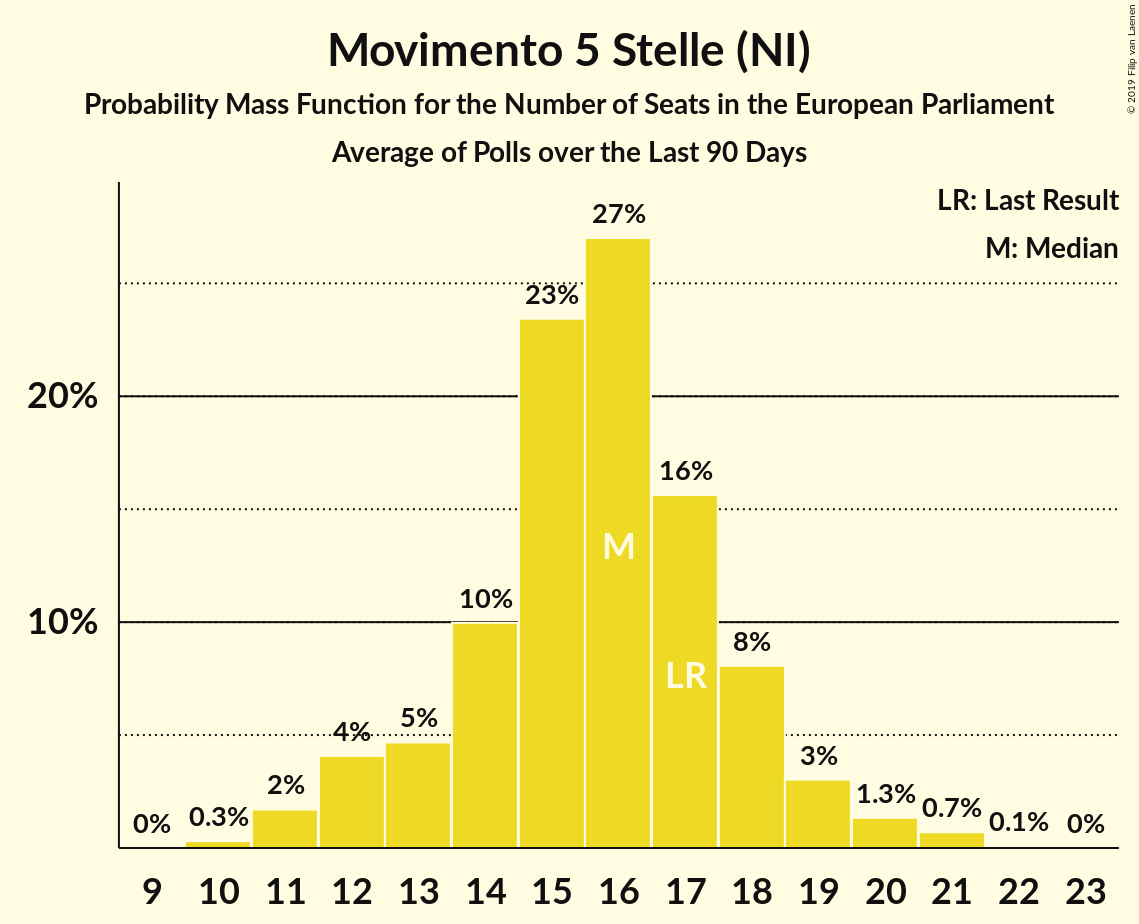 Movimento 5 Stelle (NI)
Probability Mass Function for the Number of Seats in the European Parliament
Average of Polls over the Last 90 Days
© 2019 Filip van Laenen
LR: Last Result
M: Median
27%
23%
20%
16%
M
10%
10%
8%
LR
5%
4%
3%
2%
1.3%
0.7%
0.3%
0.1%
0%
0%
9 10 11 12 13 14 15 16 17 18 19 20 21 22 23